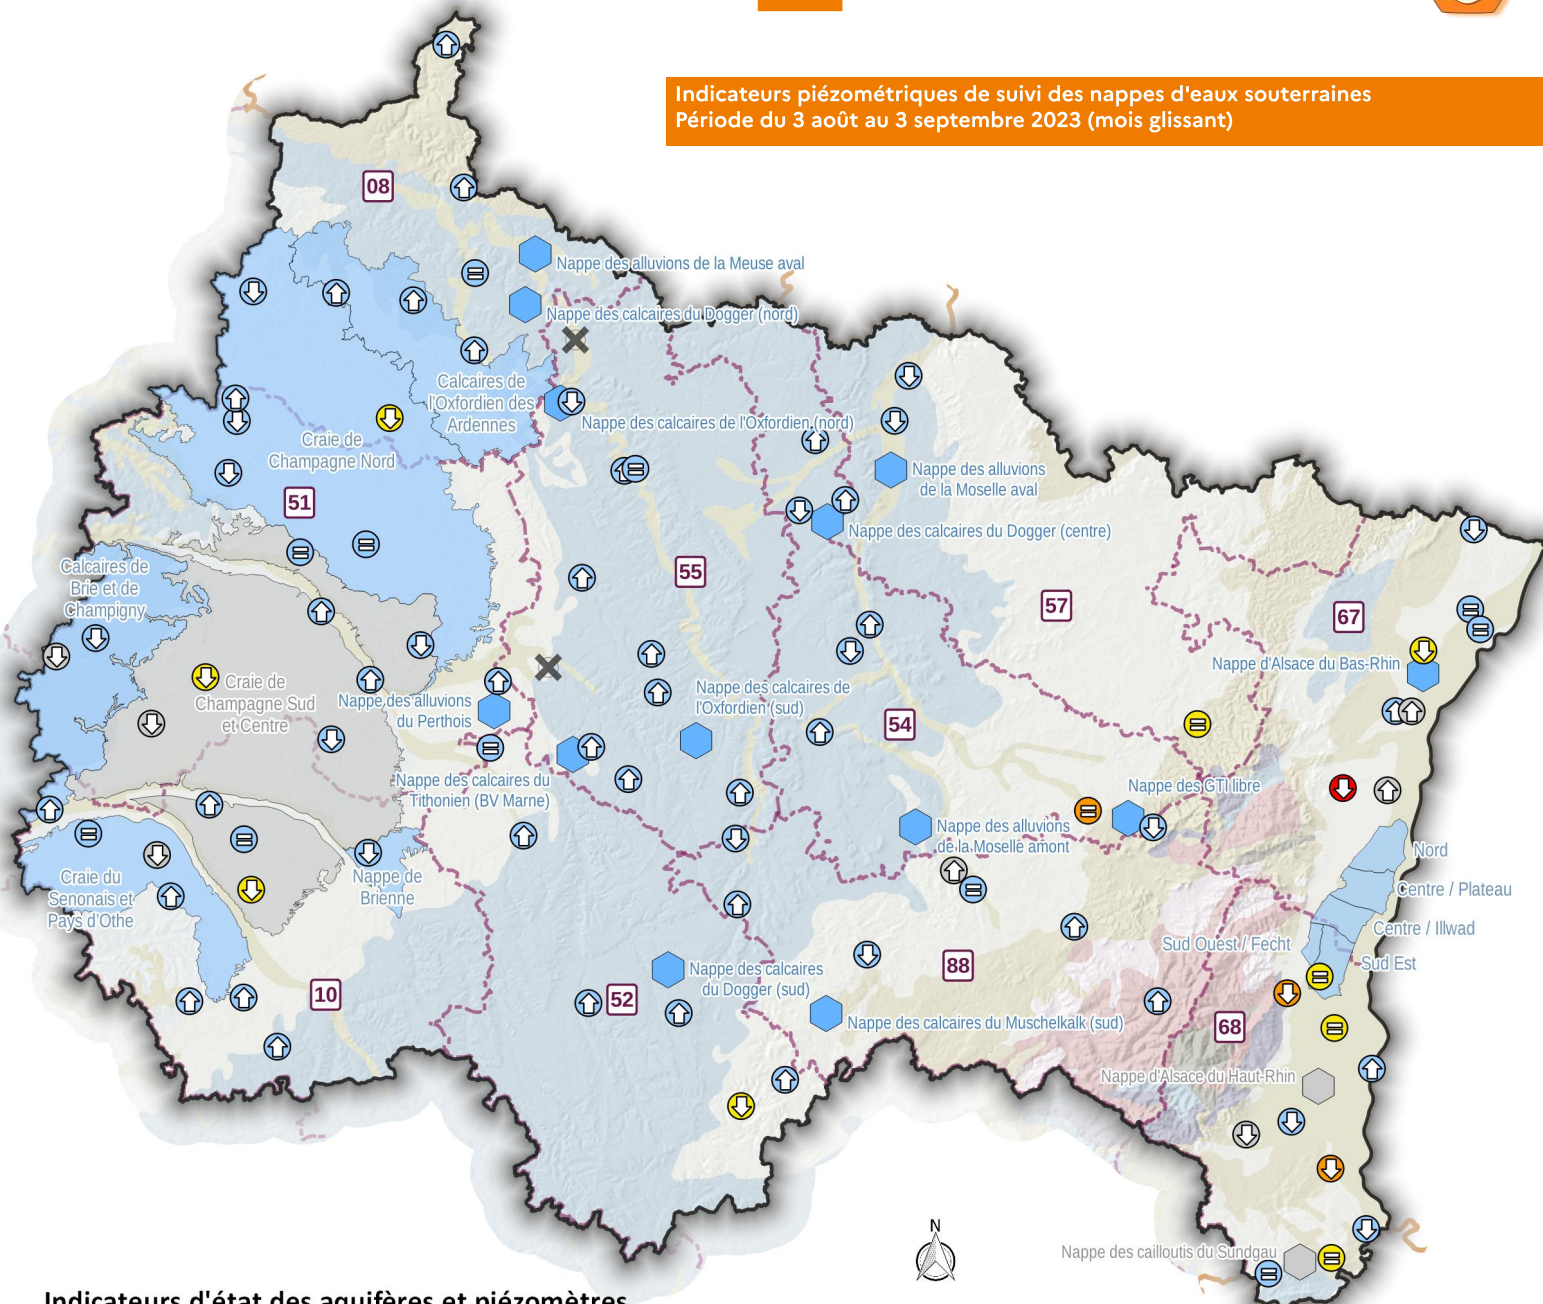 Indicateurs piézométriques de suivi des nappes d'eaux souterraines
Période du 3 août au 3 septembre 2023 (mois glissant)
08
Nappe des alluvions de la Meuse aval
Nappe des calcaires du Dogger (nord)
Calcaires de
l'Oxfordien des
Ardennes
Nappe des calcaires de l'Oxfordien (nord)
Craie de
Champagne Nord
Nappe des alluvions
de la Moselle aval
51
Nappe des calcaires du Dogger (centre)
Calcaires de
Brie et de
Champigny
55
57
67
Nappe d'Alsace du Bas-Rhin
Craie de
Champagne Sud
et Centre
Nappe des alluvions
du Perthois
Nappe des calcaires de
l'Oxfordien (sud)
54
Nappe des calcaires du
Tithonien (BV Marne)
Nappe des GTI libre
Nappe des alluvions
de la Moselle amont
Nord
Craie du
Senonais et
Pays d'Othe
Nappe de
Brienne
Centre / Plateau
Centre / Illwad
Sud Ouest / Fecht
Sud Est
88
10
52
Nappe des calcaires
du Dogger (sud)
Nappe des calcaires du Muschelkalk (sud)
68
Nappe d'Alsace du Haut-Rhin
N
Nappe des cailloutis du Sundgau
Indicateurs d'état des aquifères et piézomètres